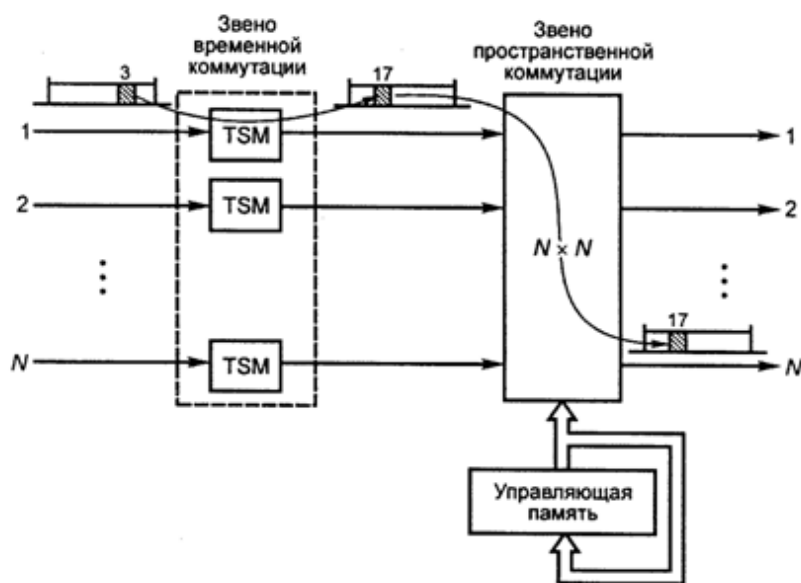 Звено
временной
коммутации
Звено
пространственной
коммутации
3
17
1
TSM
1
2
TSM
2
N × N
17
N
TSM
N
Управляющая
память